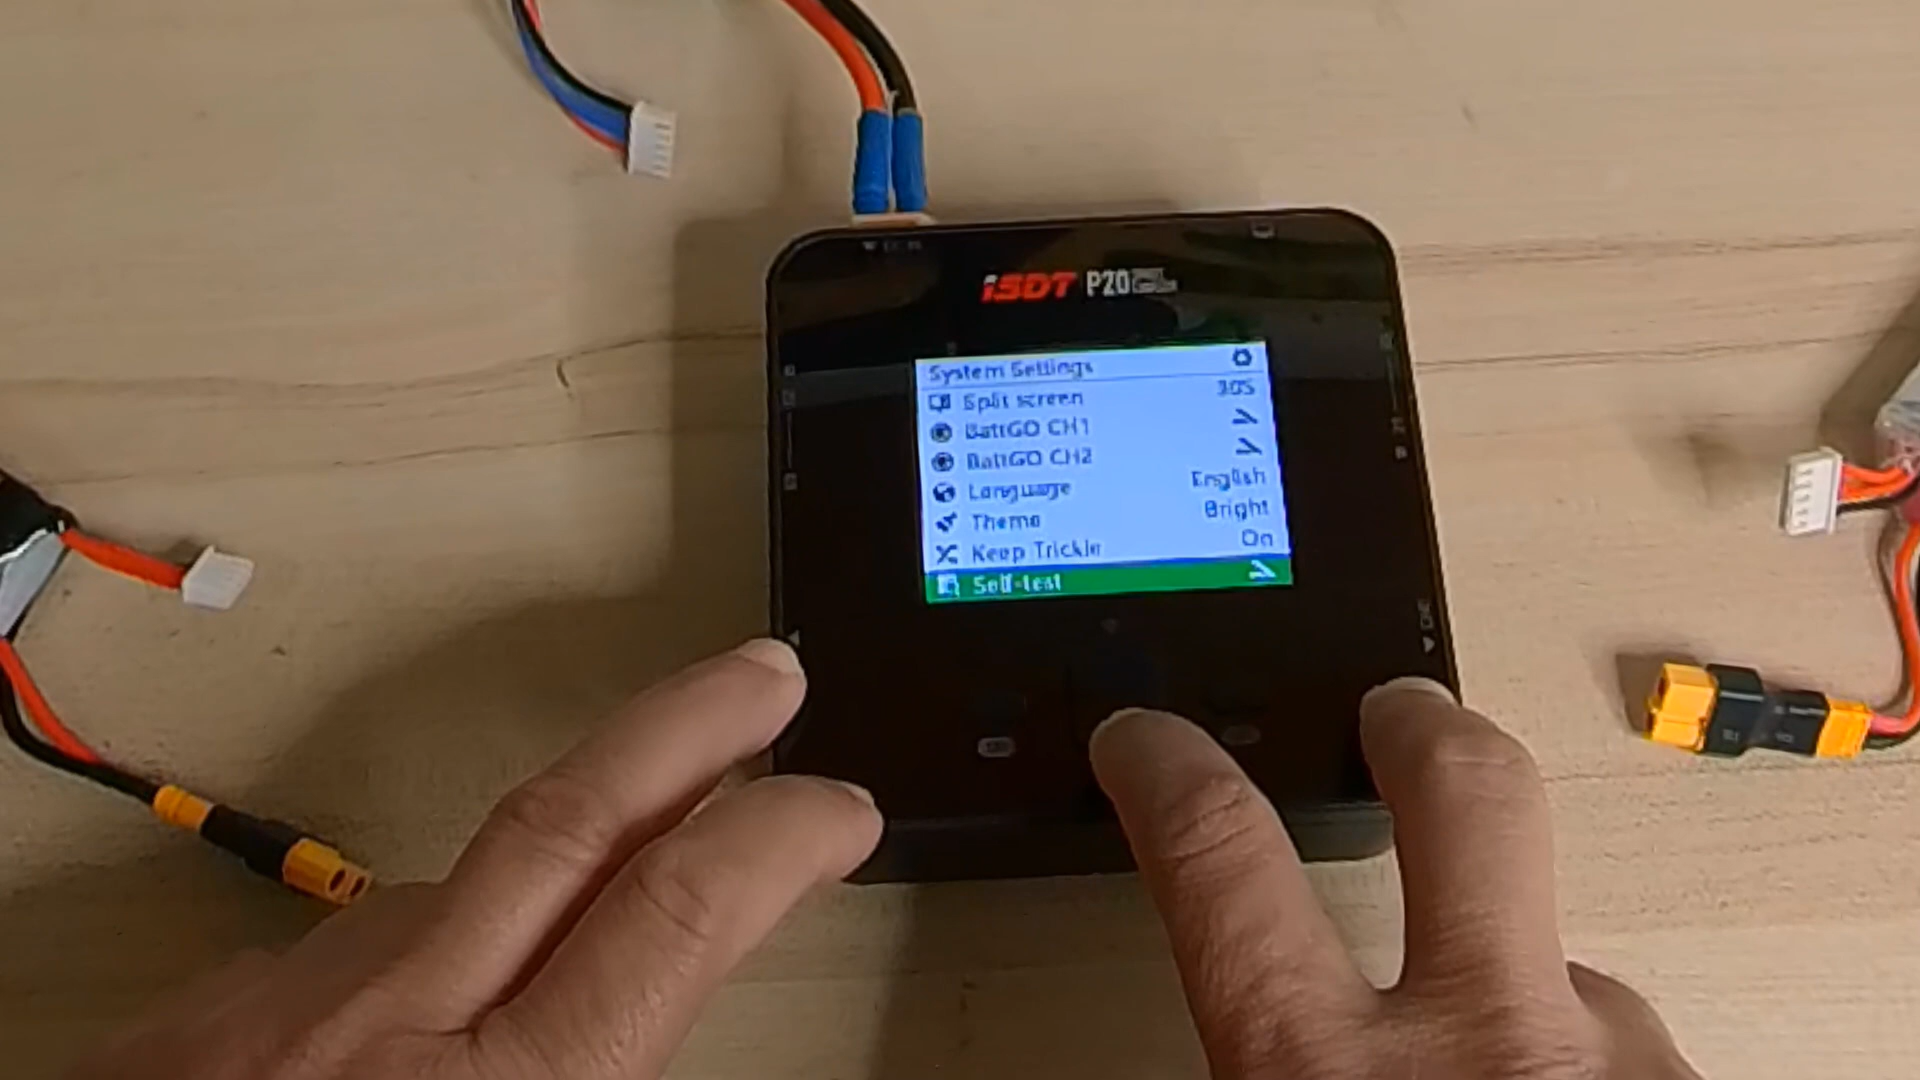 iSDT P20
System Settings
Split screen 30S
BattGO CH1
BattGO CH2
Language English
Theme Bright
Keep Trickle On
Self-test